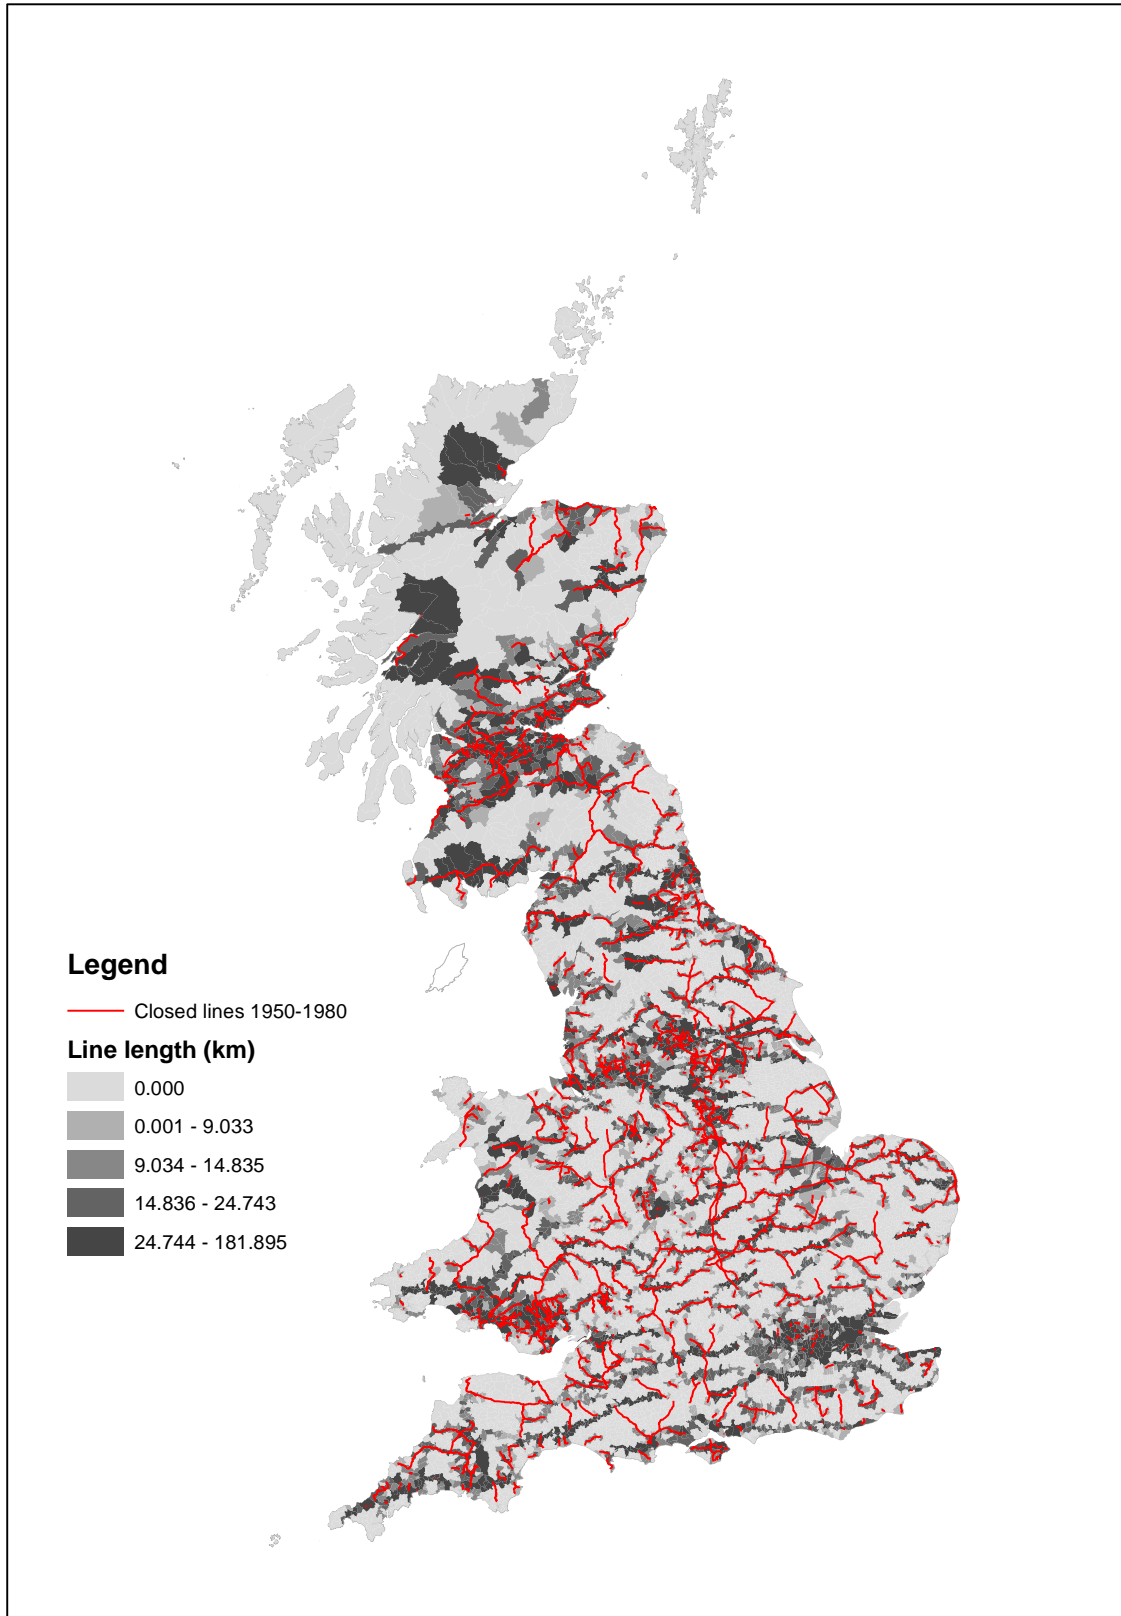 Legend
Closed lines 1950-1980
Line length (km)
0.000
0.001 - 9.033
9.034 - 14.835
14.836 - 24.743
24.744 - 181.895